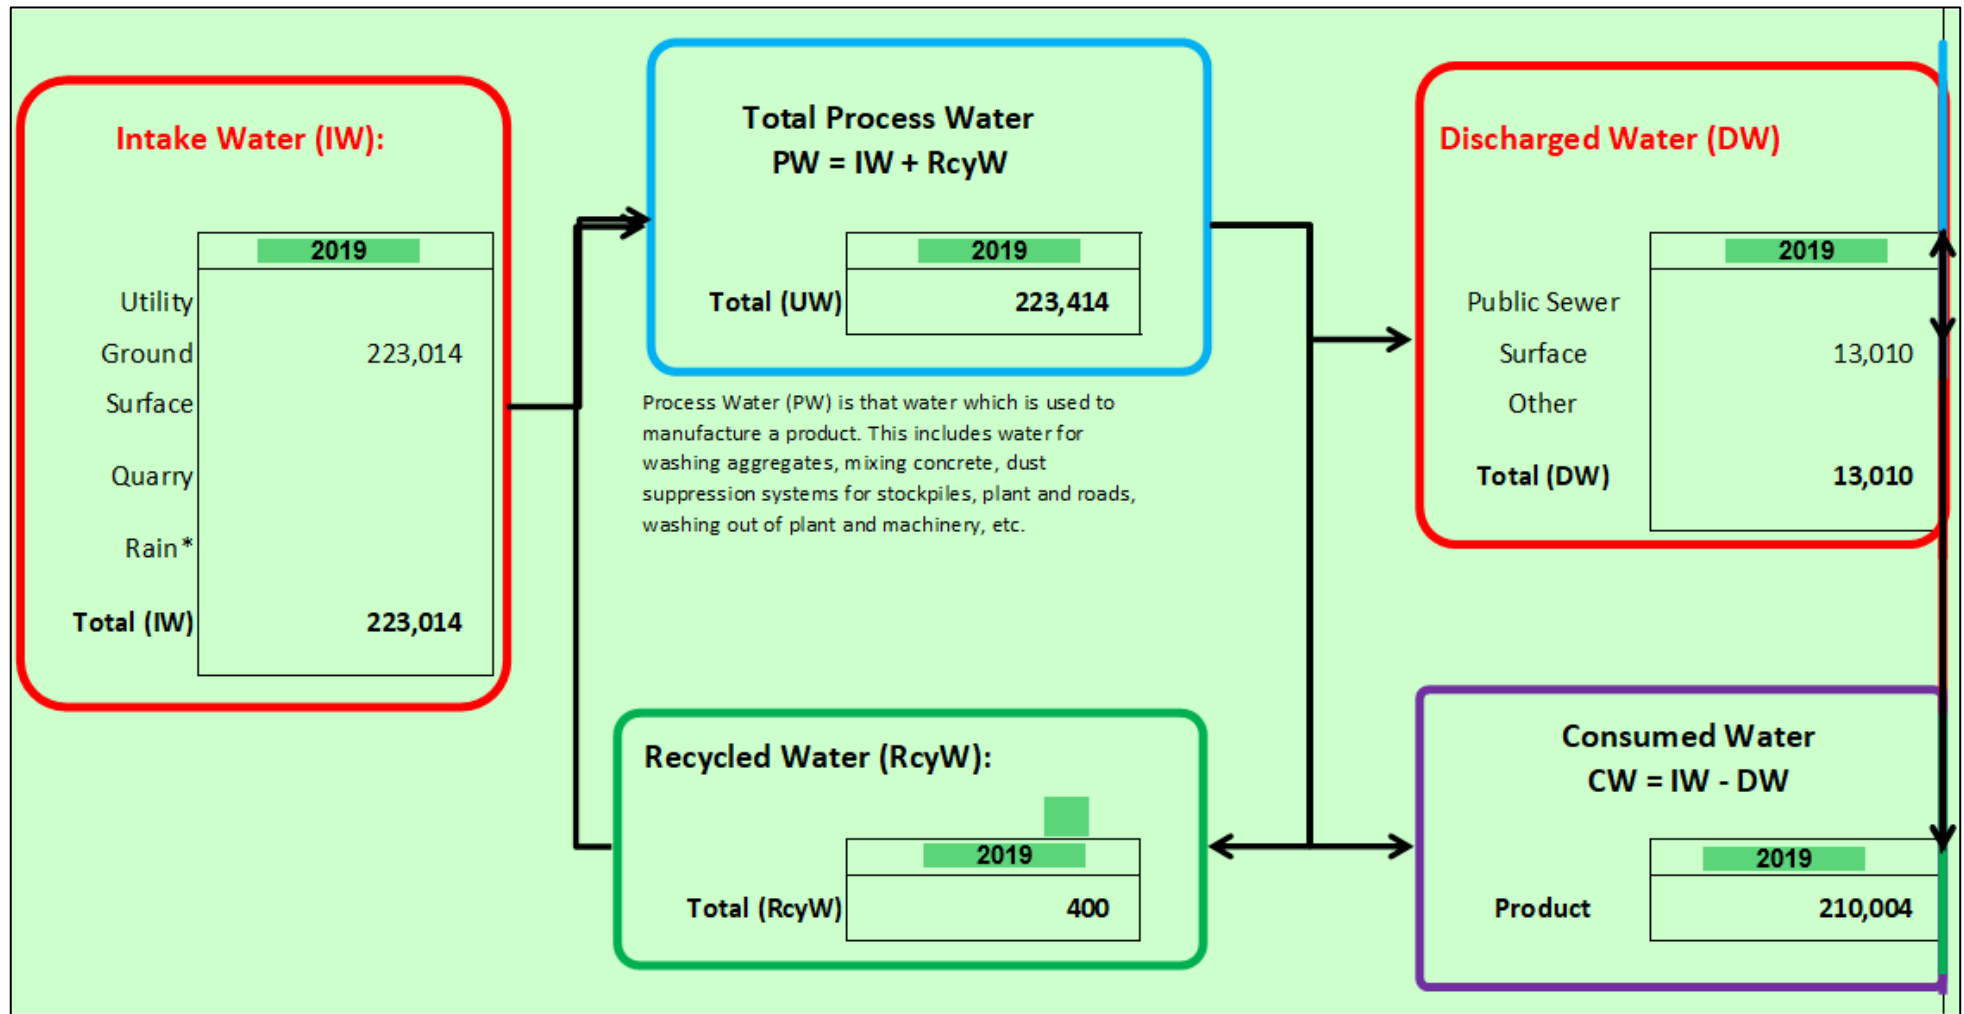 Intake Water (IW):
2019
Utility
Ground 223,014
Surface
Quarry
Rain*
Total (IW) 223,014
Total Process Water
PW = IW + RcyW
2019
Total (UW) 223,414
Process Water (PW) is that water which is used to
manufacture a product. This includes water for
washing aggregates, mixing concrete, dust
suppression systems for stockpiles, plant and roads,
washing out of plant and machinery, etc.
Recycled Water (RcyW):
2019
Total (RcyW) 400
Discharged Water (DW)
2019
Public Sewer
Surface 13,010
Other
Total (DW) 13,010
Consumed Water
CW = IW - DW
2019
Product 210,004